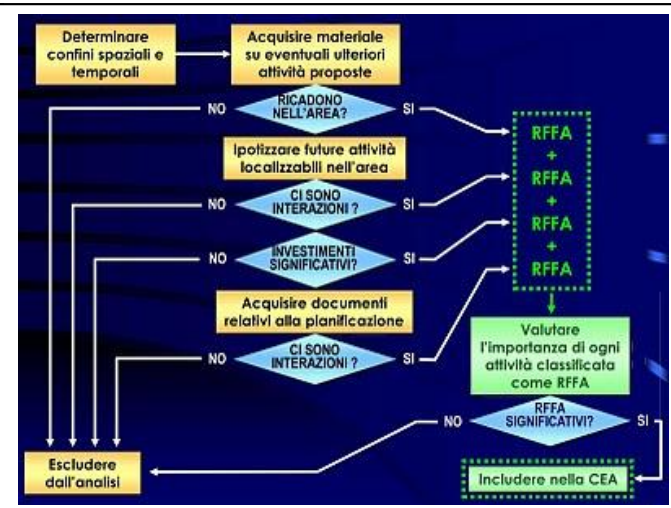 Determinare
confini spaziali e
temporali
Acquisire materiale
su eventuali ulteriori
attività proposte
NO
RICADONO
NELL'AREA?
SI
Ipotizzare future attività
localizzabili nell'area
NO
CI SONO
INTERAZIONI ?
SI
NO
INVESTIMENTI
SIGNIFICATIVI?
SI
Acquisire documenti
relativi alla pianificazione
NO
CI SONO
INTERAZIONI ?
SI
RFFA
+
RFFA
+
RFFA
+
RFFA
Valutare
l'importanza di ogni
attività classificata
come RFFA
NO
RFFA
SIGNIFICATIVI?
SI
Escludere
dall'analisi
Includere nella CEA